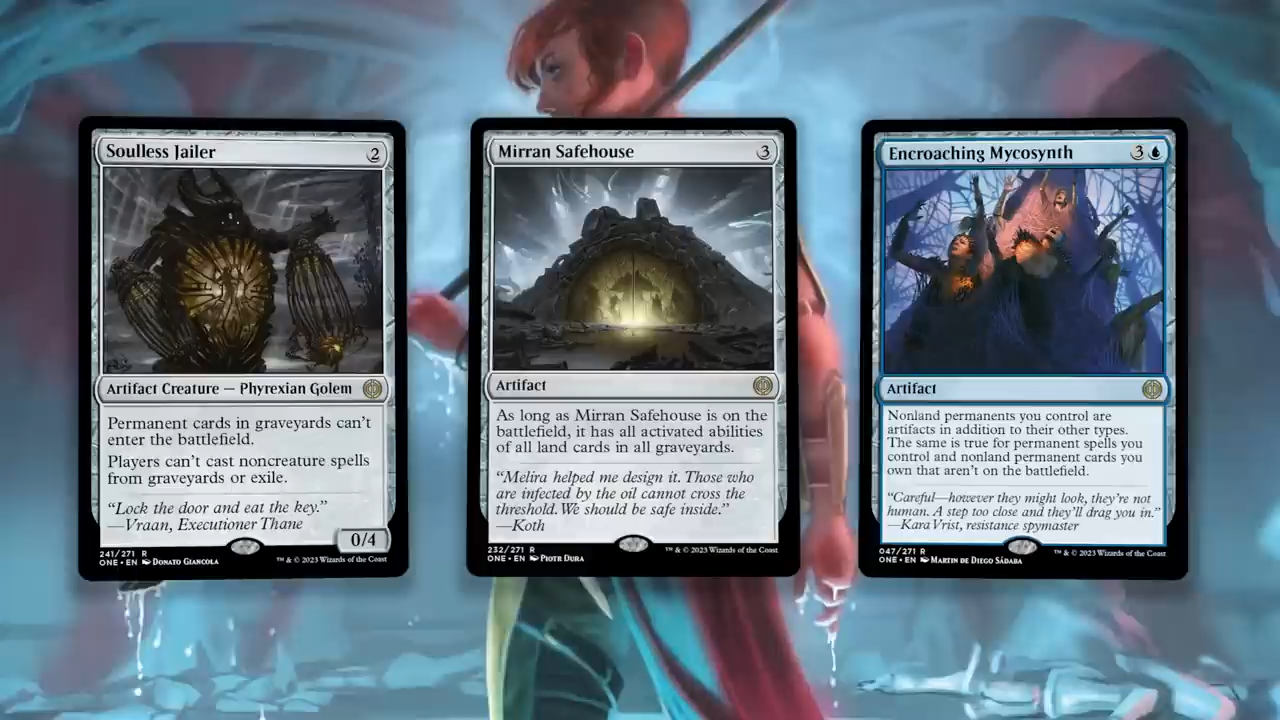 Soulless Jailer 2
Artifact Creature — Phyrexian Golem
Permanent cards in graveyards can't
enter the battlefield.
Players can't cast noncreature spells
from graveyards or exile.
“Lock the door and eat the key.”
—Vraan, Executioner Thane
0/4
241/271 R
ONE • EN Donato Giancola
™ & © 2023 Wizards of the Coast
Mirran Safehouse 3
Artifact
As long as Mirran Safehouse is on the
battlefield, it has all activated abilities
of all land cards in all graveyards.
“Melira helped me design it. Those who
are infected by the oil cannot cross the
threshold. We should be safe inside.”
—Koth
232/271 R
ONE • EN Piotr Dura
™ & © 2023 Wizards of the Coast
Encroaching Mycosynth 3
Artifact
Nonland permanents you control are
artifacts in addition to their other types.
The same is true for permanent spells you
control and nonland permanent cards you
own that aren't on the battlefield.
“Careful—however they might look, they're not
human. A step too close and they'll drag you in.”
—Kara Vrist, resistance spymaster
047/271 R
ONE • EN Martin de Diego Sádaba
™ & © 2023 Wizards of the Coast